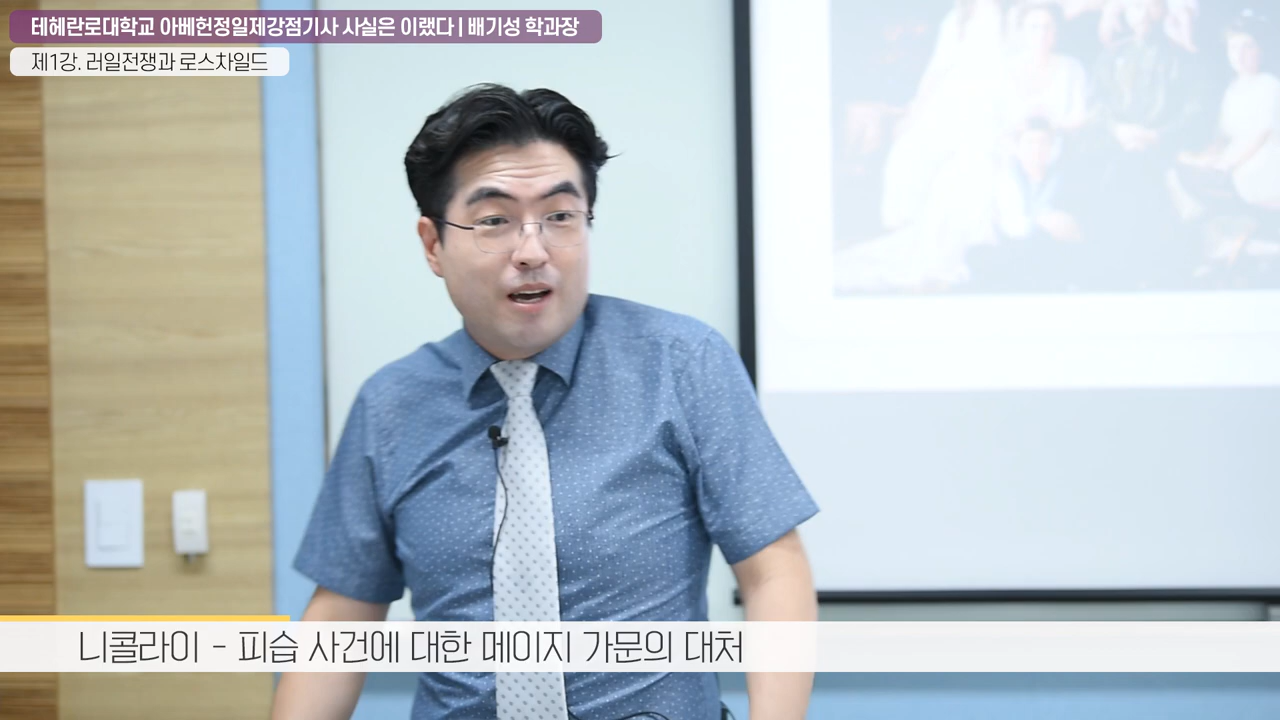 테헤란로대학교 아베헌정일제강점기사 사실은 이랬다 | 배기성 학과장
제1강. 러일전쟁과 로스차일드
니콜라이 - 피습 사건에 대한 메이지 가문의 대처